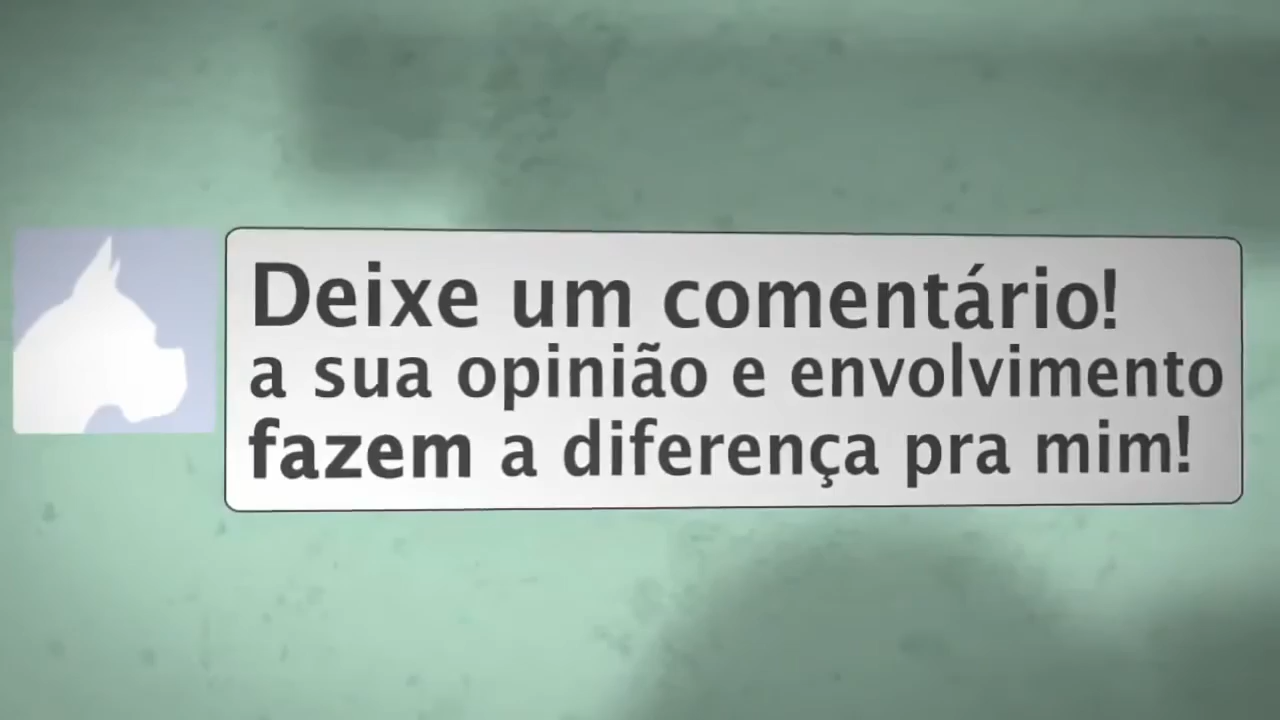 Deixe um comentário!
a sua opinião e envolvimento
fazem a diferença pra mim!